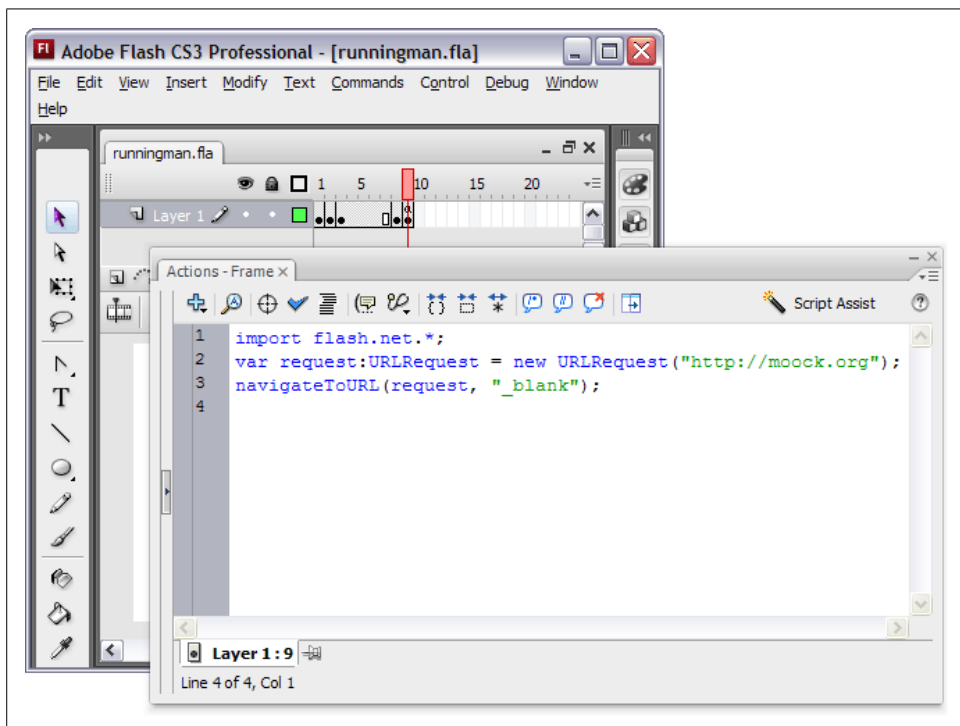 Fl Adobe Flash CS3 Professional - [runningman.fla]
File Edit View Insert Modify Text Commands Control Debug Window
Help
runningman.fla
1 5 10 15 20
Layer 1
Actions - Frame ×
Script Assist
1 import flash.net.*;
2 var request:URLRequest = new URLRequest("http://moock.org");
3 navigateToURL(request, "_blank");
4
T
Layer 1 : 9
Line 4 of 4, Col 1